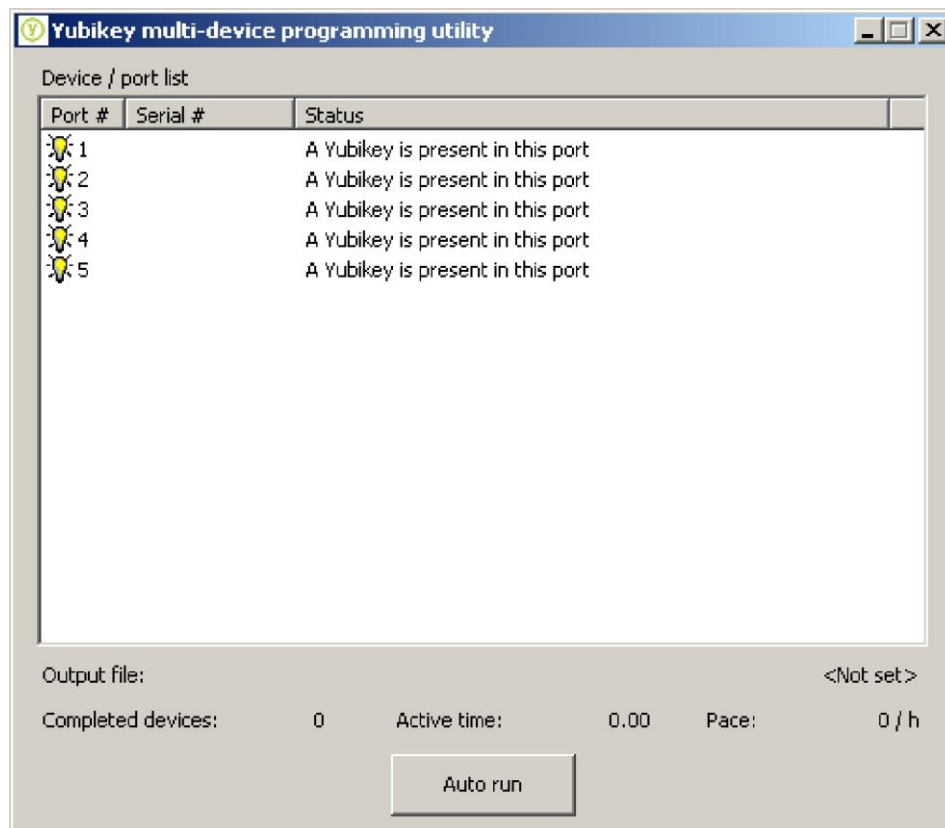 Yubikey multi-device programming utility
Device / port list
Port # Serial # Status
1 A Yubikey is present in this port
2 A Yubikey is present in this port
3 A Yubikey is present in this port
4 A Yubikey is present in this port
5 A Yubikey is present in this port
Output file: <Not set>
Completed devices: 0 Active time: 0.00 Pace: 0 / h
Auto run